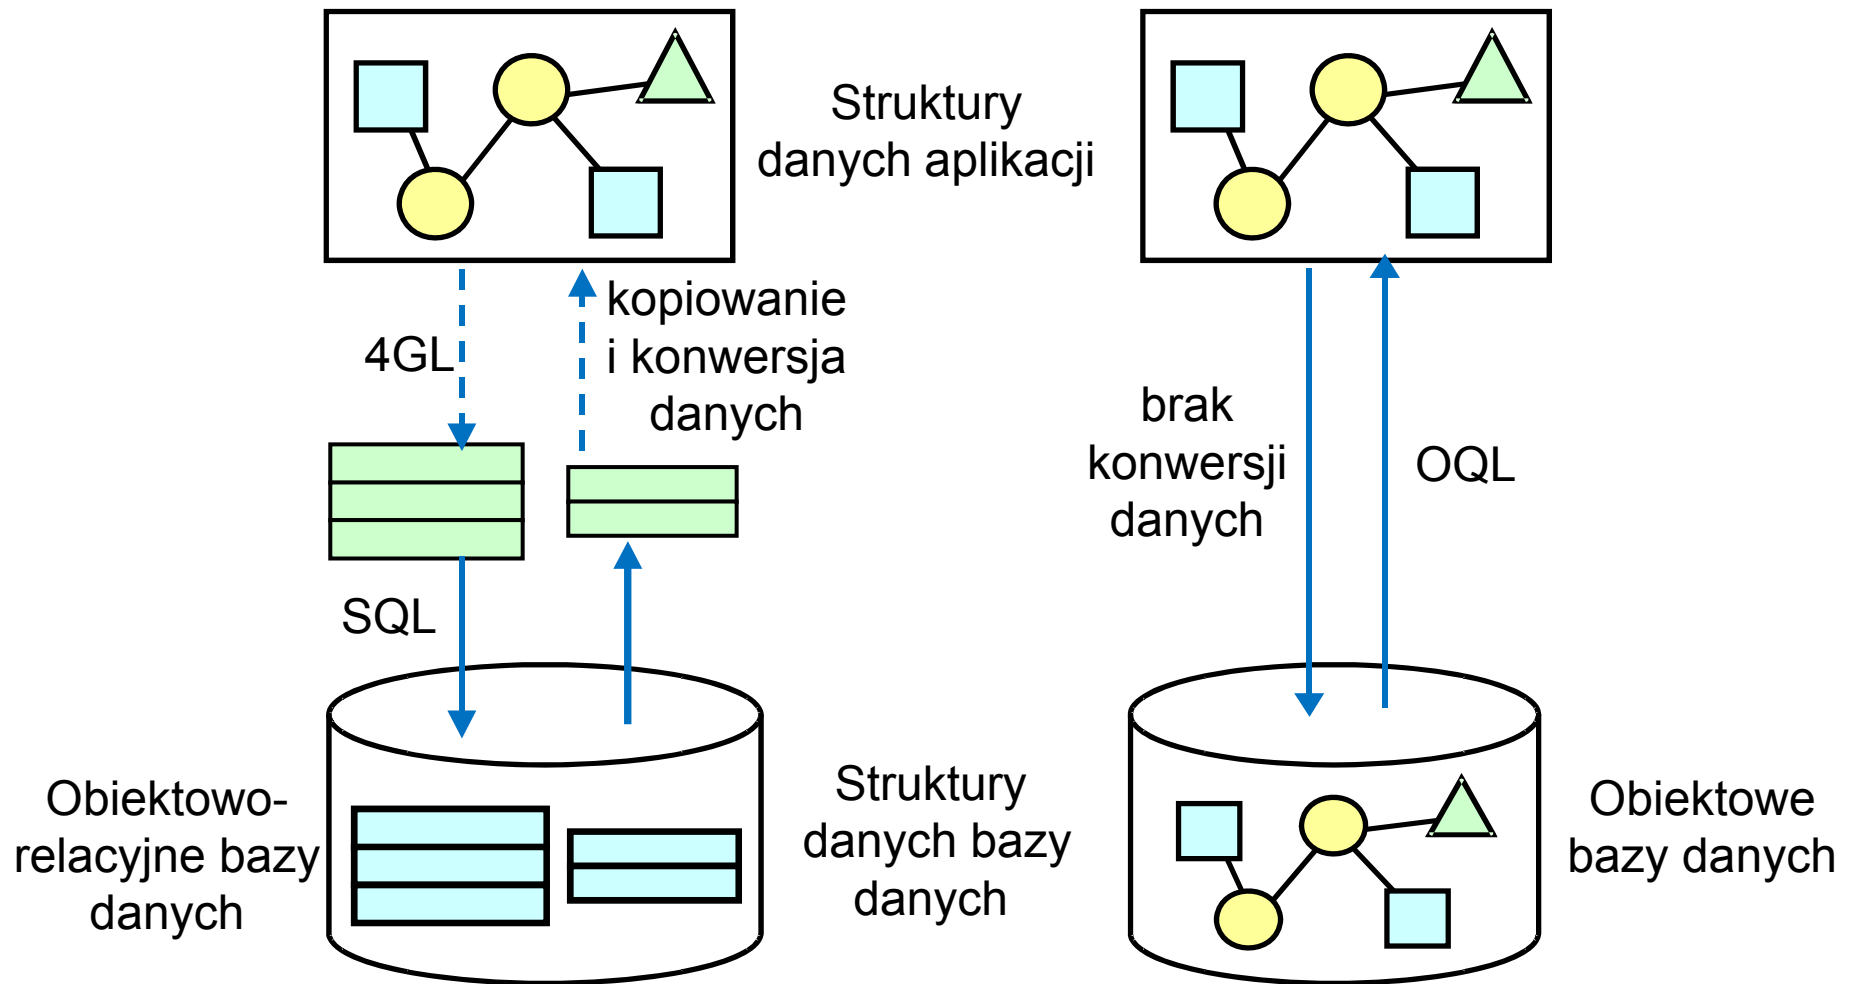 Struktury
danych aplikacji
4GL
kopiowanie
i konwersja
danych
brak
konwersji
danych
OQL
SQL
Obiektowo-
relacyjne bazy
danych
Struktury
danych bazy
danych
Obiektowe
bazy danych